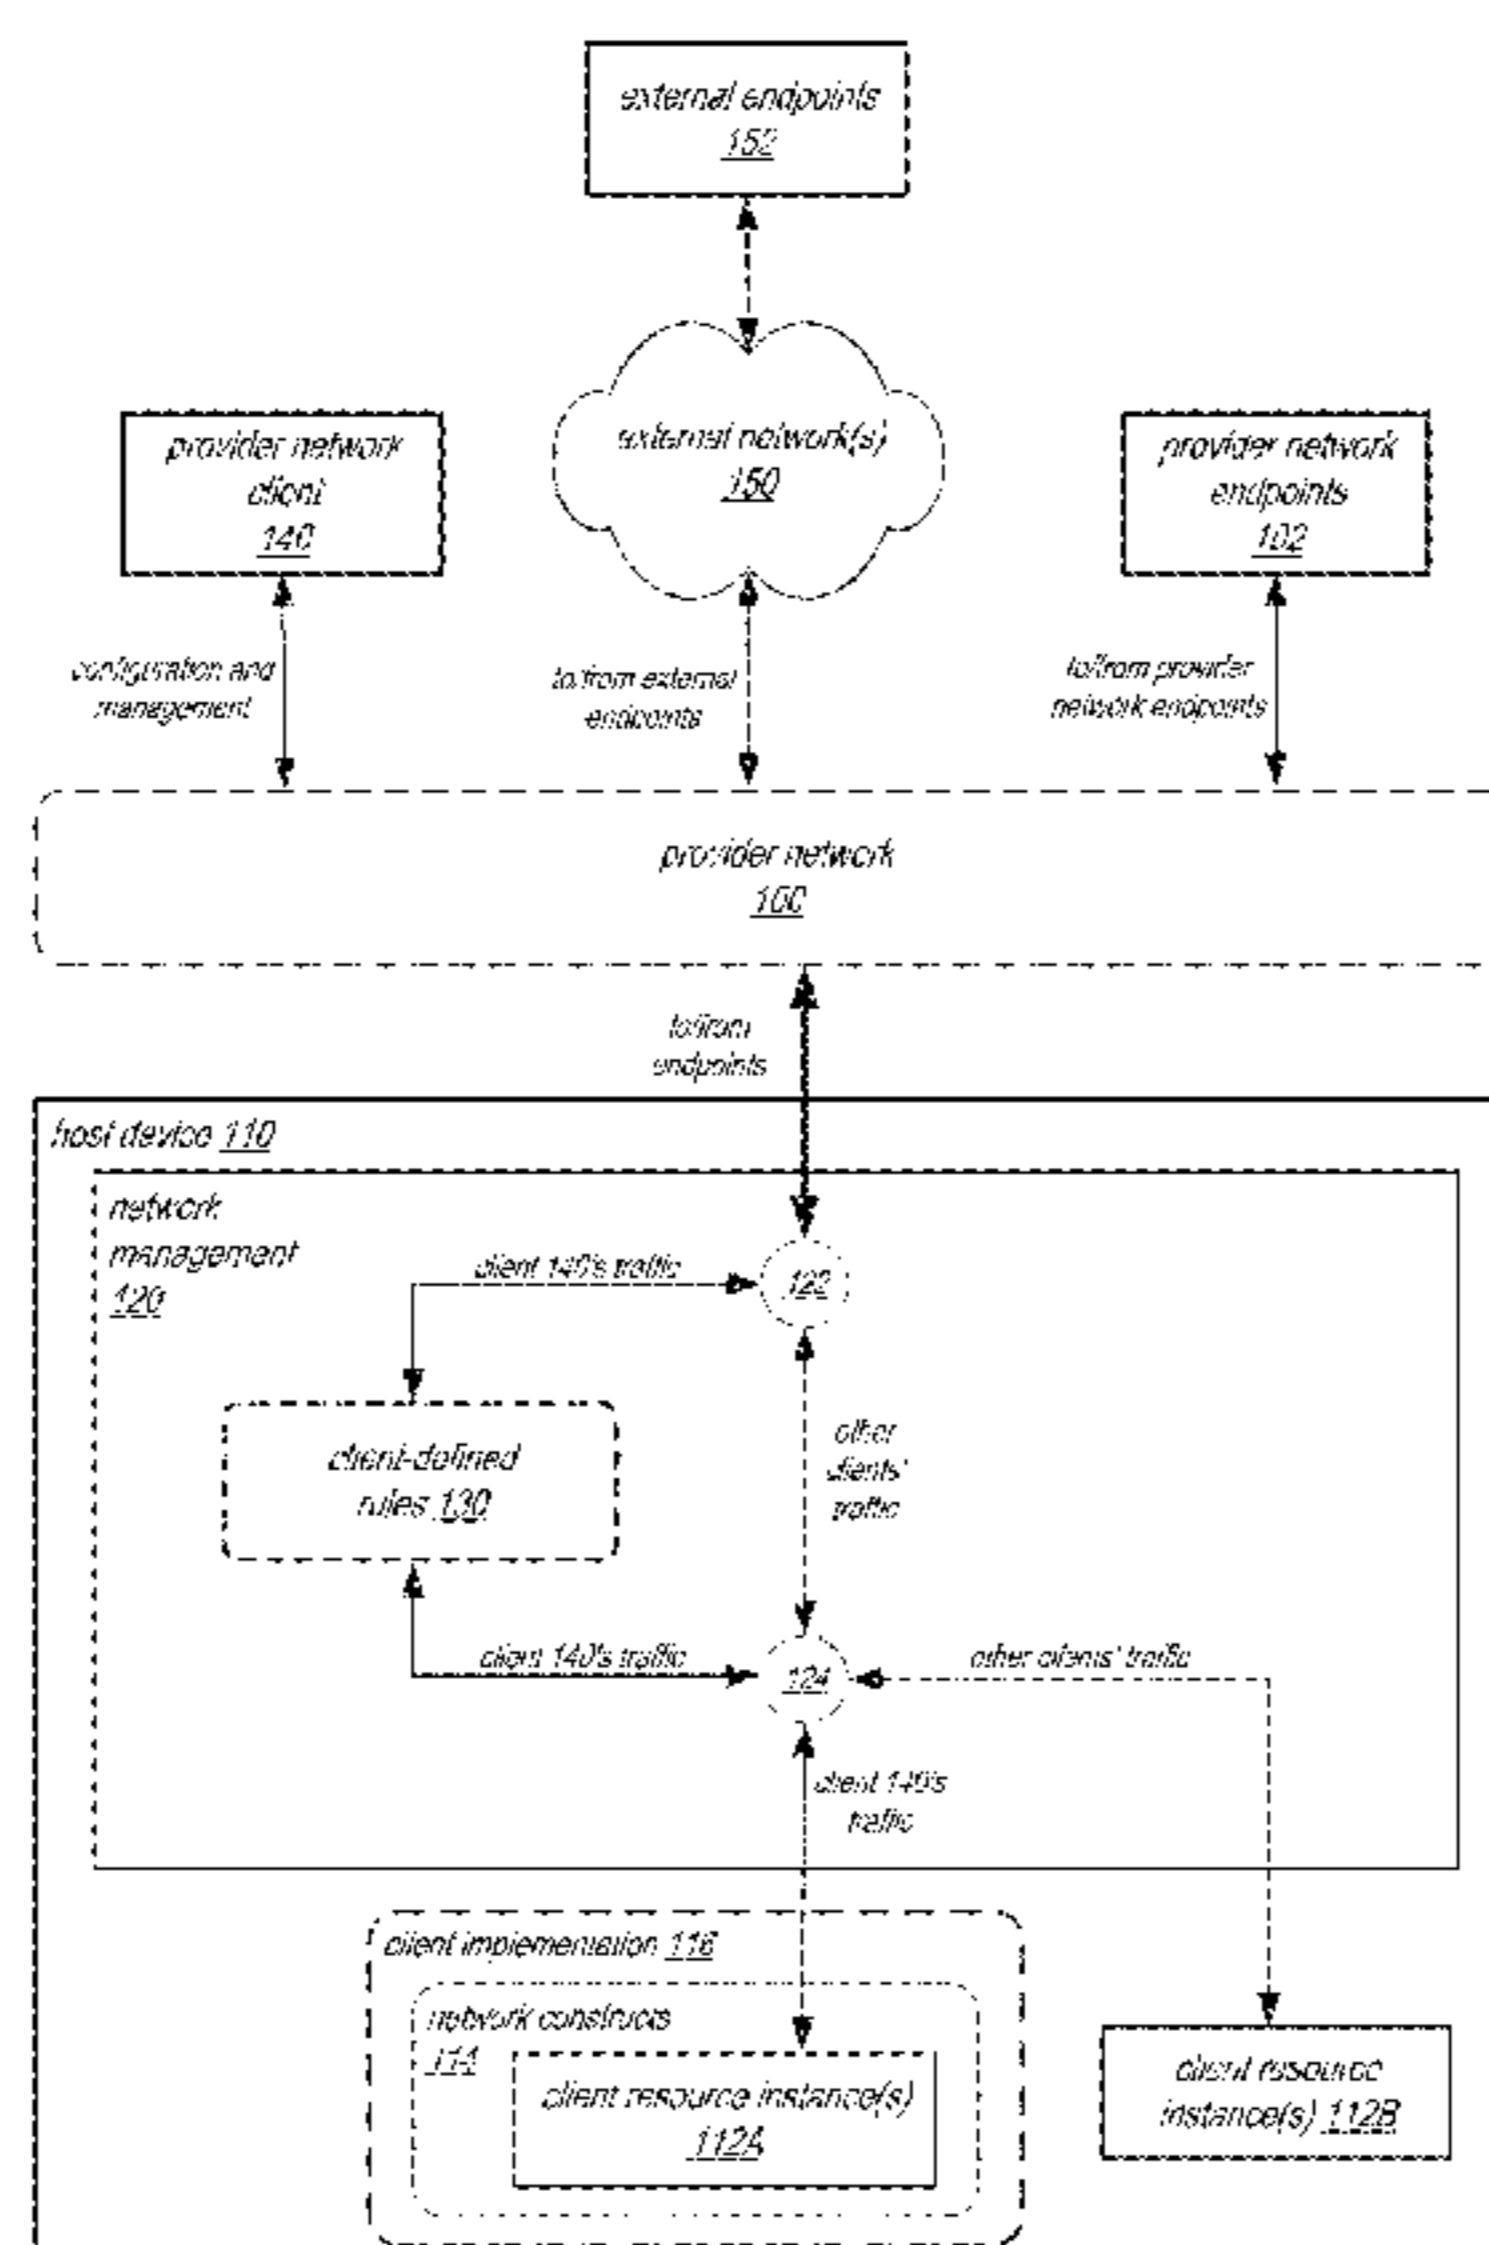 external endpoints
152
external network(s)
150
provider network
client
140
provider network
endpoints
102
configuration and
management
to/from external
endpoints
to/from provider
network endpoints
provider network
100
to/from
endpoints
host device 110
network
management
120
client 140's traffic
122
client-defined
rules 130
other
clients'
traffic
client 140's traffic
124
other clients' traffic
client 140's
traffic
client implementation 116
network constructs
114
client resource instance(s)
112A
client resource
instance(s) 112B